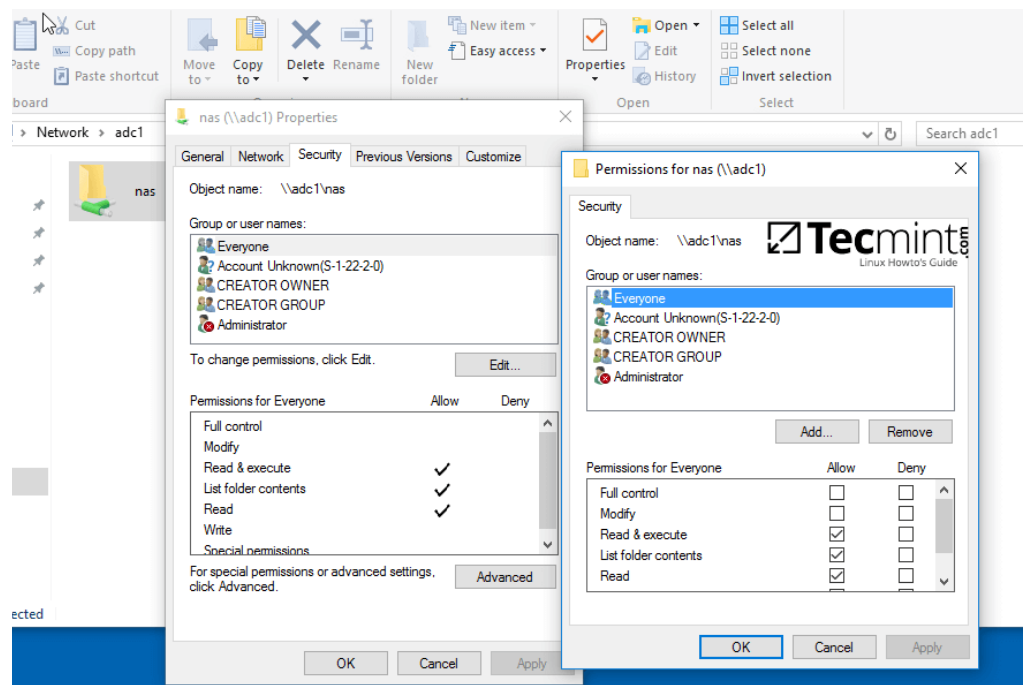 Cut
Copy path
Paste shortcut
Paste
board
Move to
Copy to
Delete
Rename
New folder
New item
Easy access
Properties
Open
Edit
History
Open
Select all
Select none
Invert selection
Select
Network > adc1
Search adc1
nas
ected
nas (\\adc1) Properties
General Network Security Previous Versions Customize
Object name: \\adc1\nas
Group or user names:
Everyone
Account Unknown(S-1-22-2-0)
CREATOR OWNER
CREATOR GROUP
Administrator
To change permissions, click Edit.
Edit...
Permissions for Everyone Allow Deny
Full control
Modify
Read & execute
List folder contents
Read
Write
Special permissions
For special permissions or advanced settings,
click Advanced.
Advanced
OK Cancel Apply
Permissions for nas (\\adc1)
Security
Object name: \\adc1\nas
Tecmint.com
Linux Howto's Guide
Group or user names:
Everyone
Account Unknown(S-1-22-2-0)
CREATOR OWNER
CREATOR GROUP
Administrator
Add... Remove
Permissions for Everyone Allow Deny
Full control
Modify
Read & execute
List folder contents
Read
OK Cancel Apply